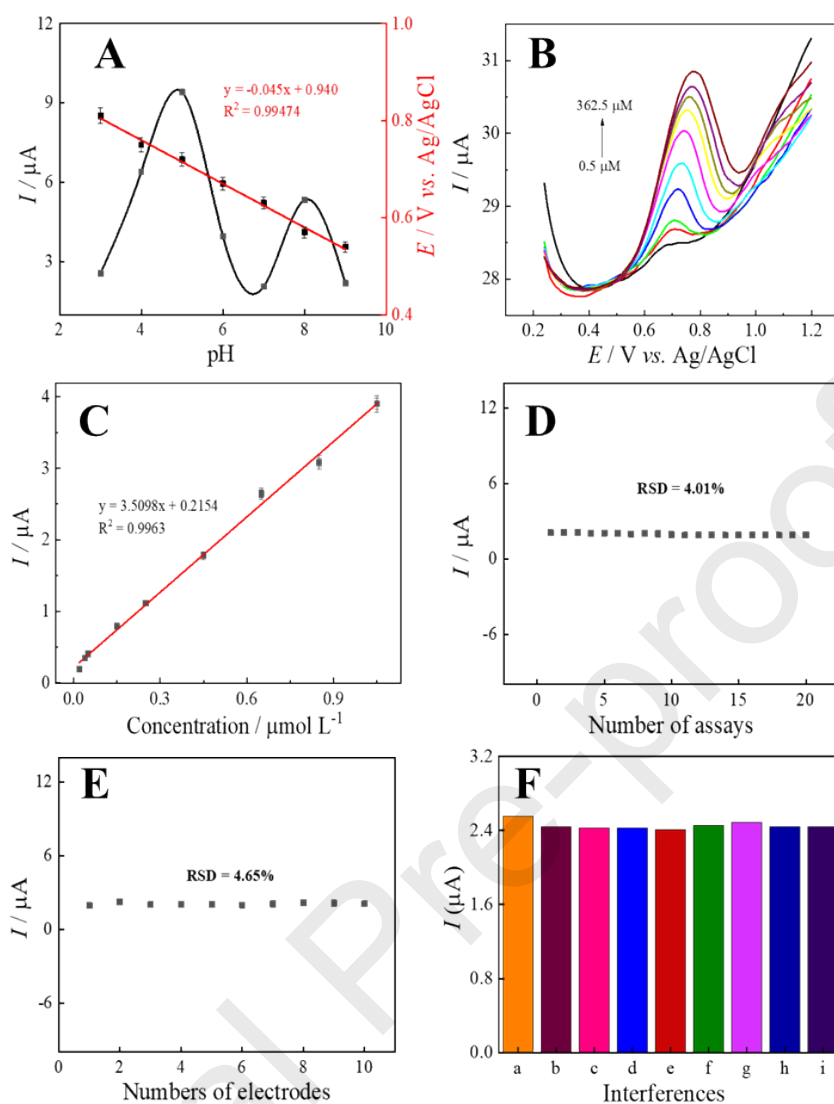 A
12
9
6
3
I / μA
y = -0.045x + 0.940
R² = 0.99474
1.0
0.8
0.6
0.4
E / V vs. Ag/AgCl
2 4 6 8 10
pH
B
31
30
29
28
I / μA
362.5 μM
0.5 μM
0.2 0.4 0.6 0.8 1.0 1.2
E / V vs. Ag/AgCl
C
4
3
2
1
0
I / μA
y = 3.5098x + 0.2154
R² = 0.9963
0.0 0.3 0.6 0.9
Concentration / μmol L⁻¹
D
12
6
0
-6
I / μA
RSD = 4.01%
0 5 10 15 20
Number of assays
E
12
6
0
-6
I / μA
RSD = 4.65%
0 2 4 6 8 10
Numbers of electrodes
F
3.2
2.4
1.6
0.8
0.0
I (μA)
a b c d e f g h i
Interferences
al Pre-proof